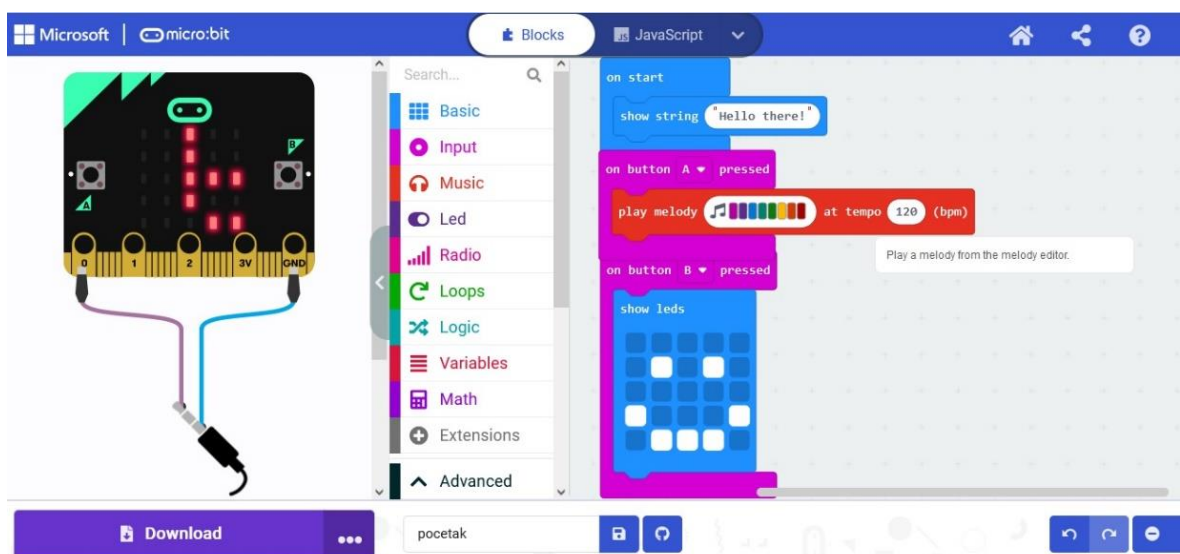 Microsoft
micro:bit
Blocks
JS JavaScript
A
B
0
1
2
3V
GND
Search...
Basic
Input
Music
Led
Radio
Loops
Logic
Variables
Math
Extensions
Advanced
on start
show string "Hello there!"
on button A pressed
play melody at tempo 120 (bpm)
Play a melody from the melody editor.
on button B pressed
show leds
Download
pocetak